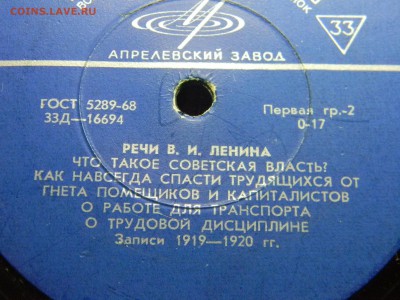 COINS.LAVE.RU
АПРЕЛЕВСКИЙ ЗАВОД
33
ГОСТ 5289-68
33Д—16694
Первая гр.-2
0-17
РЕЧИ В. И. ЛЕНИНА
ЧТО ТАКОЕ СОВЕТСКАЯ ВЛАСТЬ?
КАК НАВСЕГДА СПАСТИ ТРУДЯЩИХСЯ ОТ
ГНЕТА ПОМЕЩИКОВ И КАПИТАЛИСТОВ
О РАБОТЕ ДЛЯ ТРАНСПОРТА
О ТРУДОВОЙ ДИСЦИПЛИНЕ
Записи 1919—1920 гг.